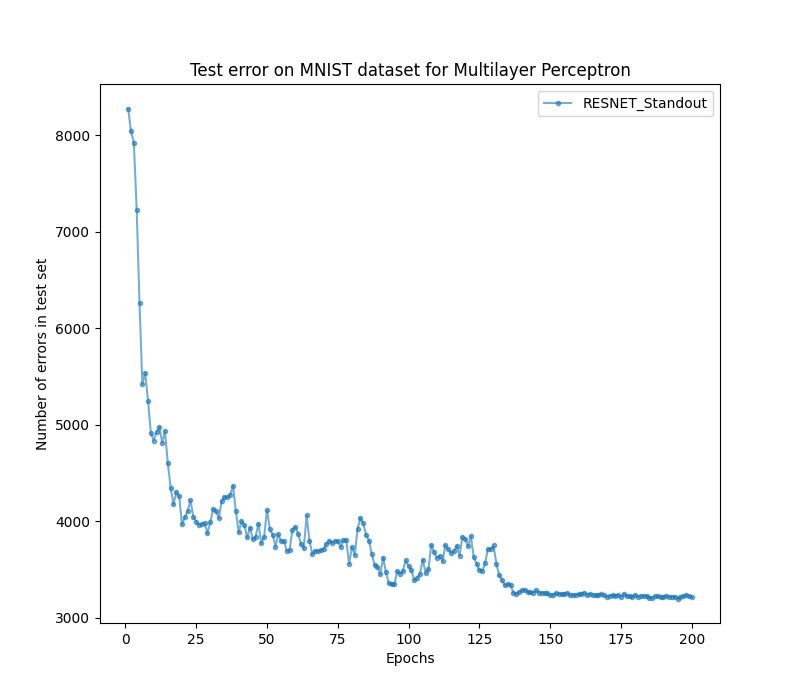 Test error on MNIST dataset for Multilayer Perceptron
RESNET_Standout
Number of errors in test set
8000
7000
6000
5000
4000
3000
0 25 50 75 100 125 150 175 200
Epochs